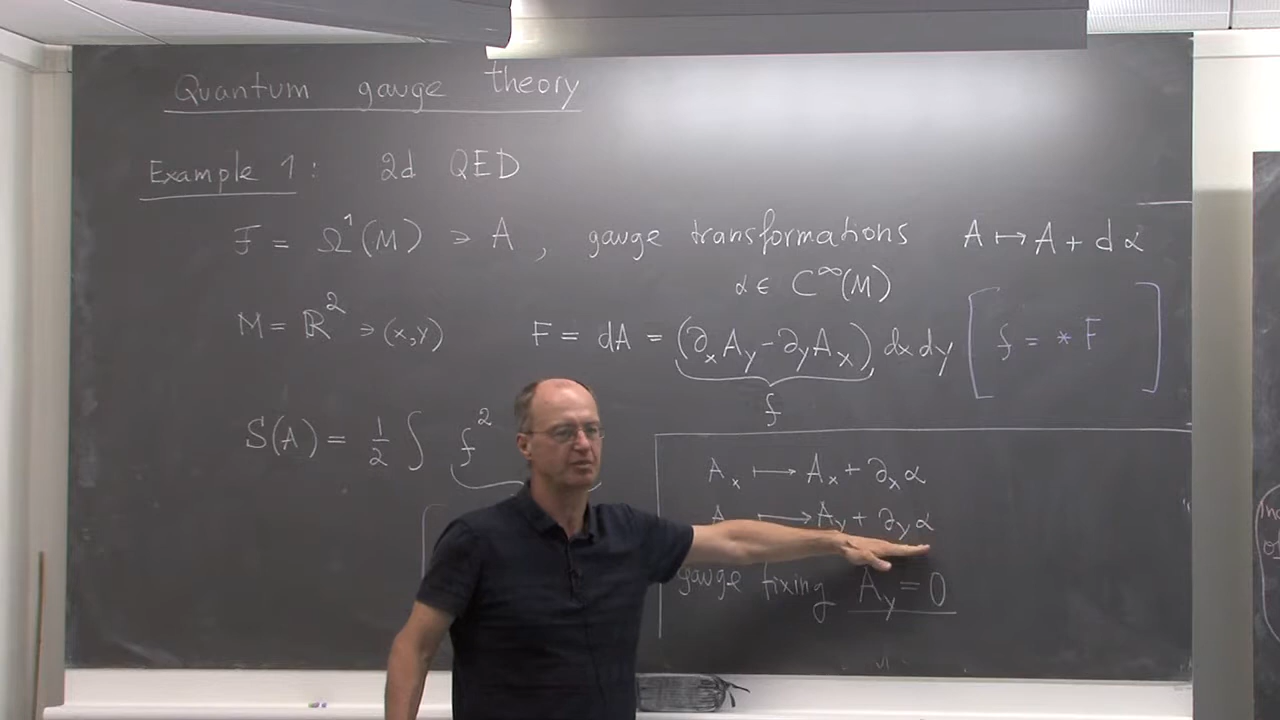 Quantum gauge theory
Example 1: 2d QED
F = Ω¹(M) ∋ A, gauge transformations A ↦ A + dα
α ∈ C^∞(M)
M = ℝ² ∋ (x,y) F = dA = (∂ₓA_y - ∂_yAₓ) dx dy [f = * F]
f
S(A) = 1/2 ∫ f²
Aₓ ↦ Aₓ + ∂ₓα
A ↦ A_y + ∂_yα
gauge fixing A_y = 0